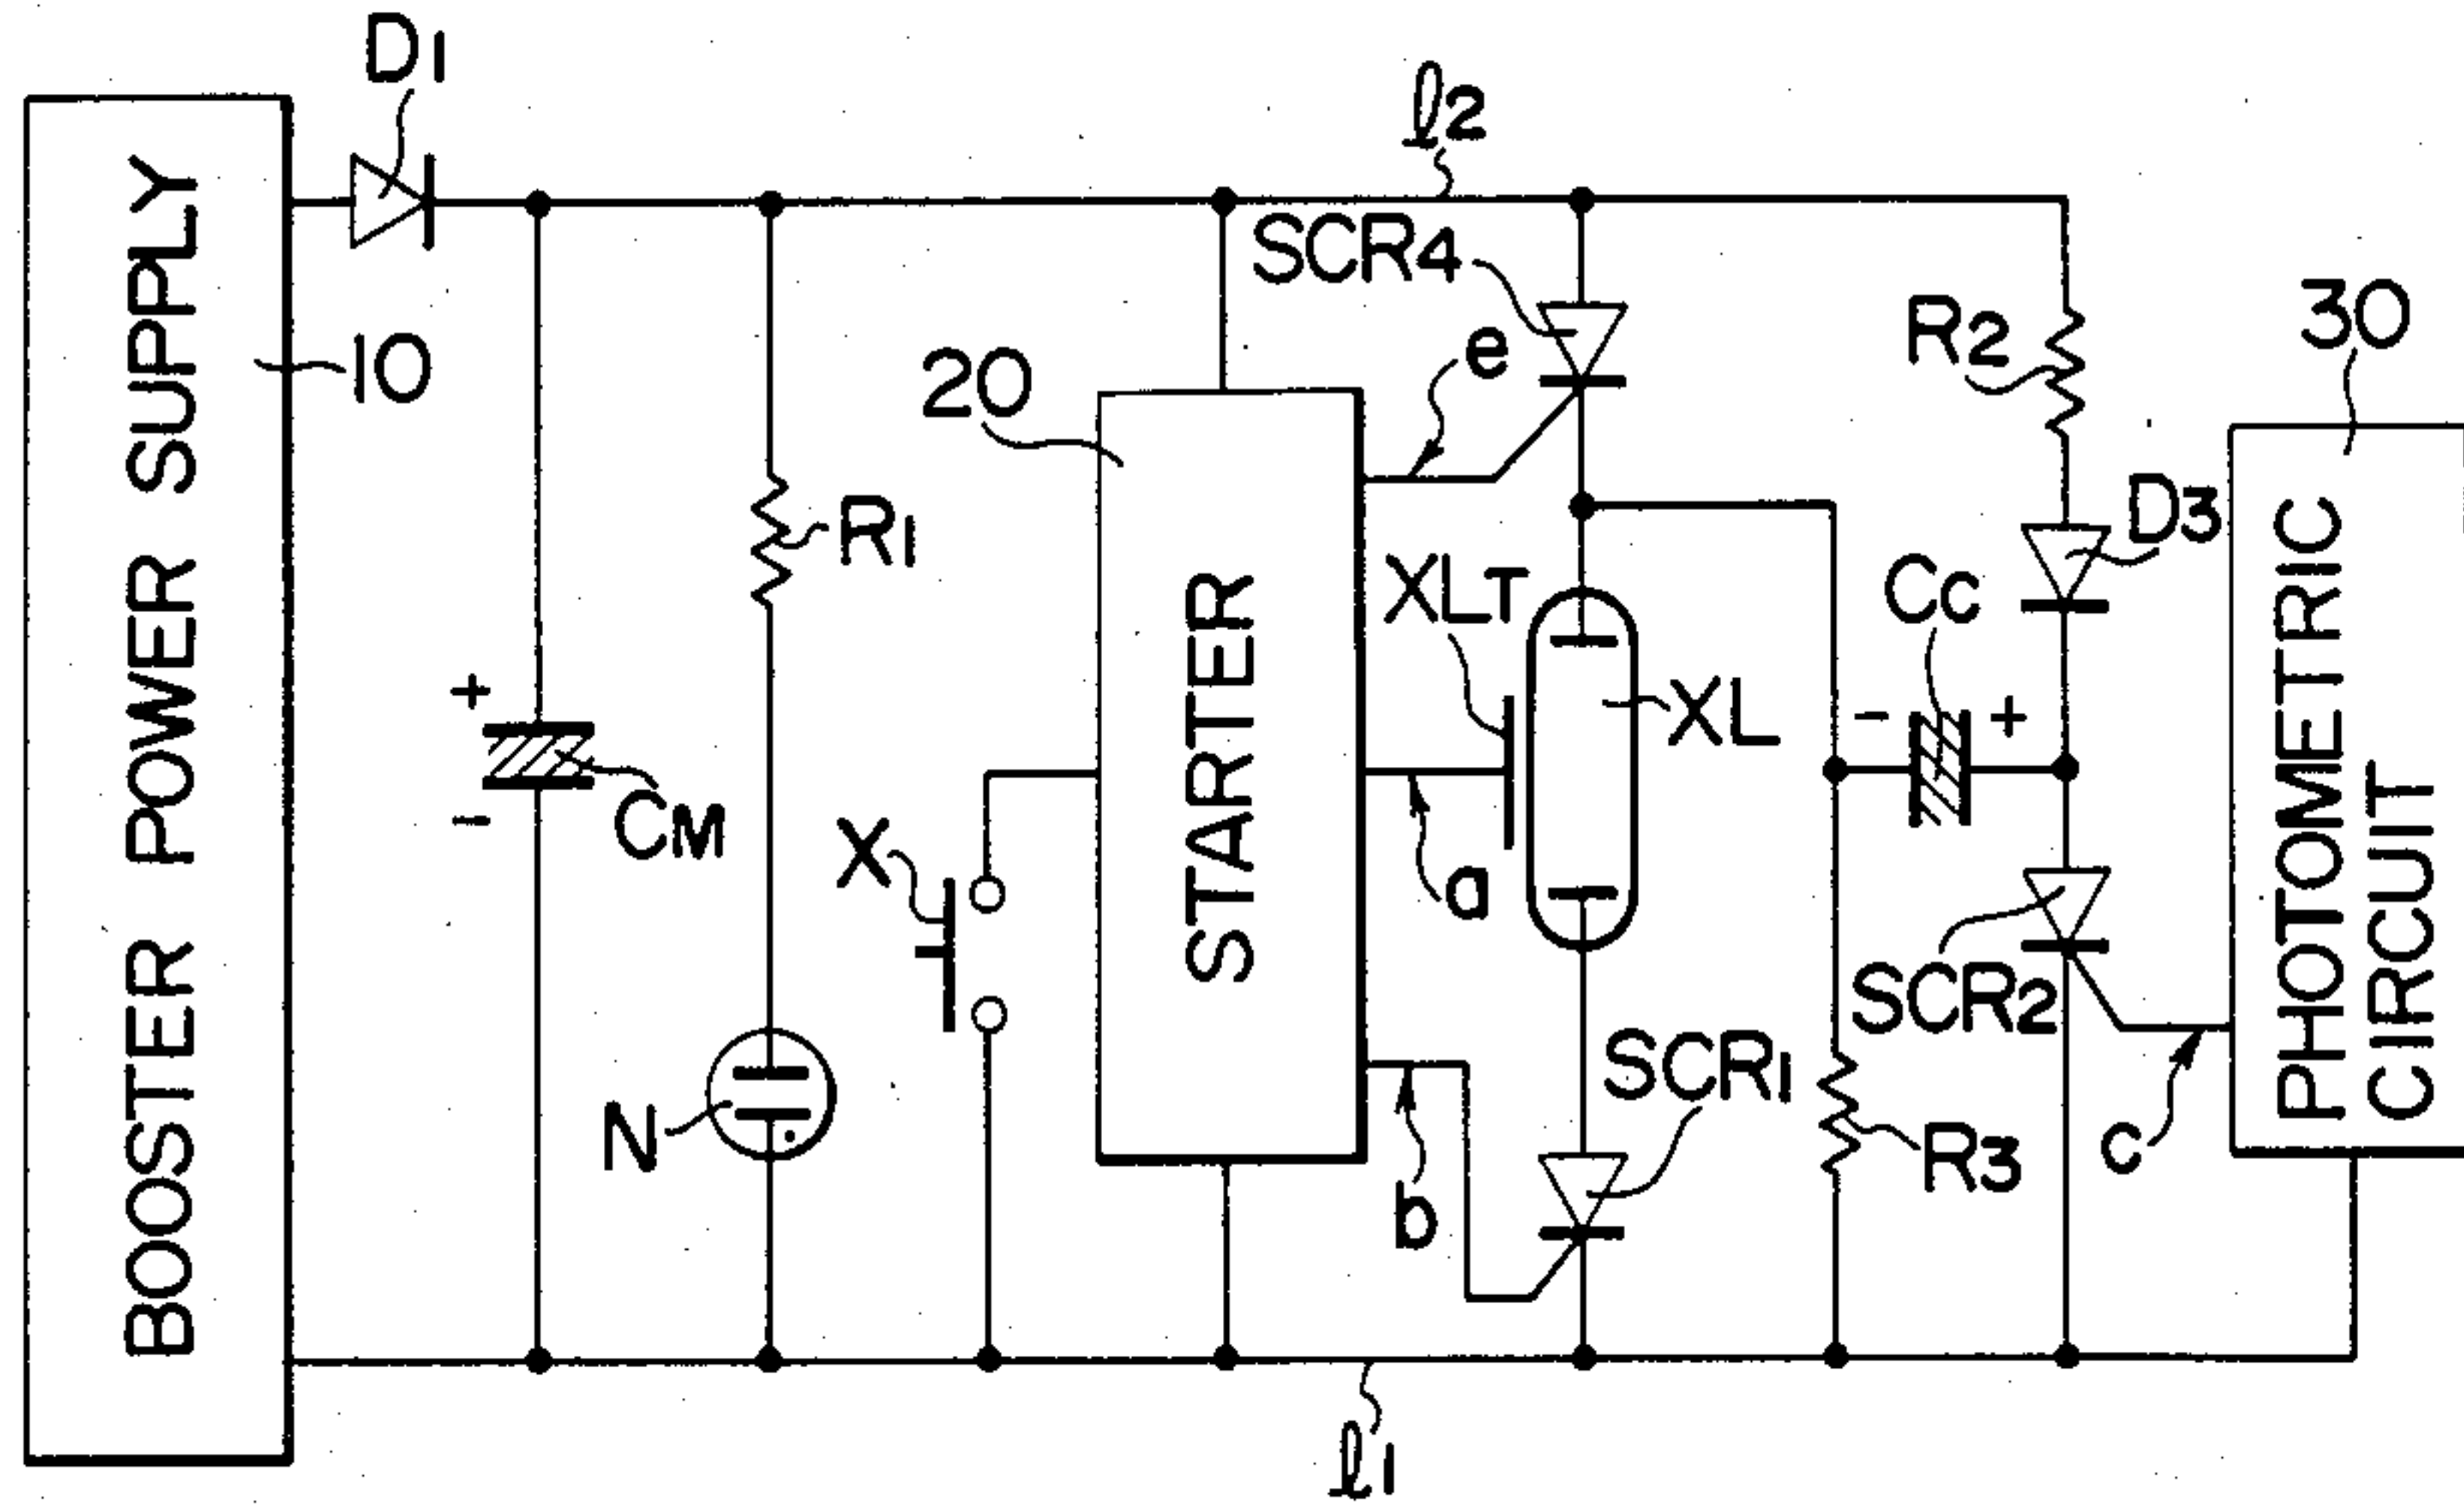 D1
l2
BOOSTER POWER SUPPLY
10
SCR4
e
R2
30
20
R1
D3
XLT
Cc
+
-
CM
XL
- +
X
STARTER
a
PHOTOMETRIC
CIRCUIT
SCR2
SCR1
N
b
R3
c
l1